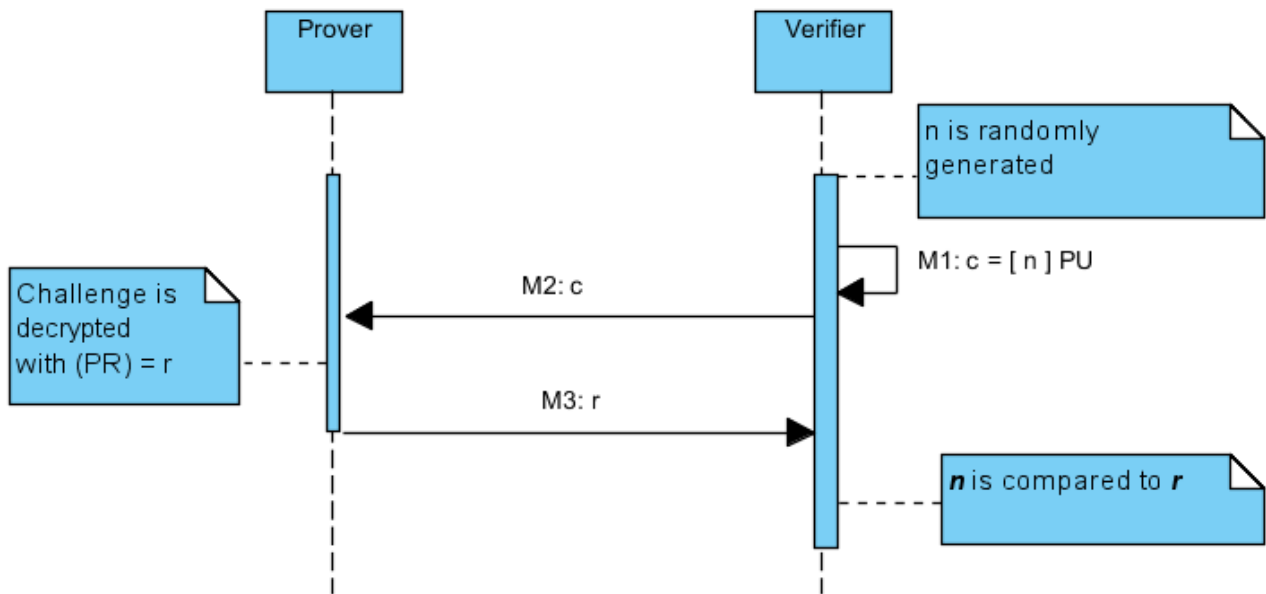 Prover
Verifier
n is randomly
generated
M1: c = [ n ] PU
M2: c
Challenge is
decrypted
with (PR) = r
M3: r
n is compared to r